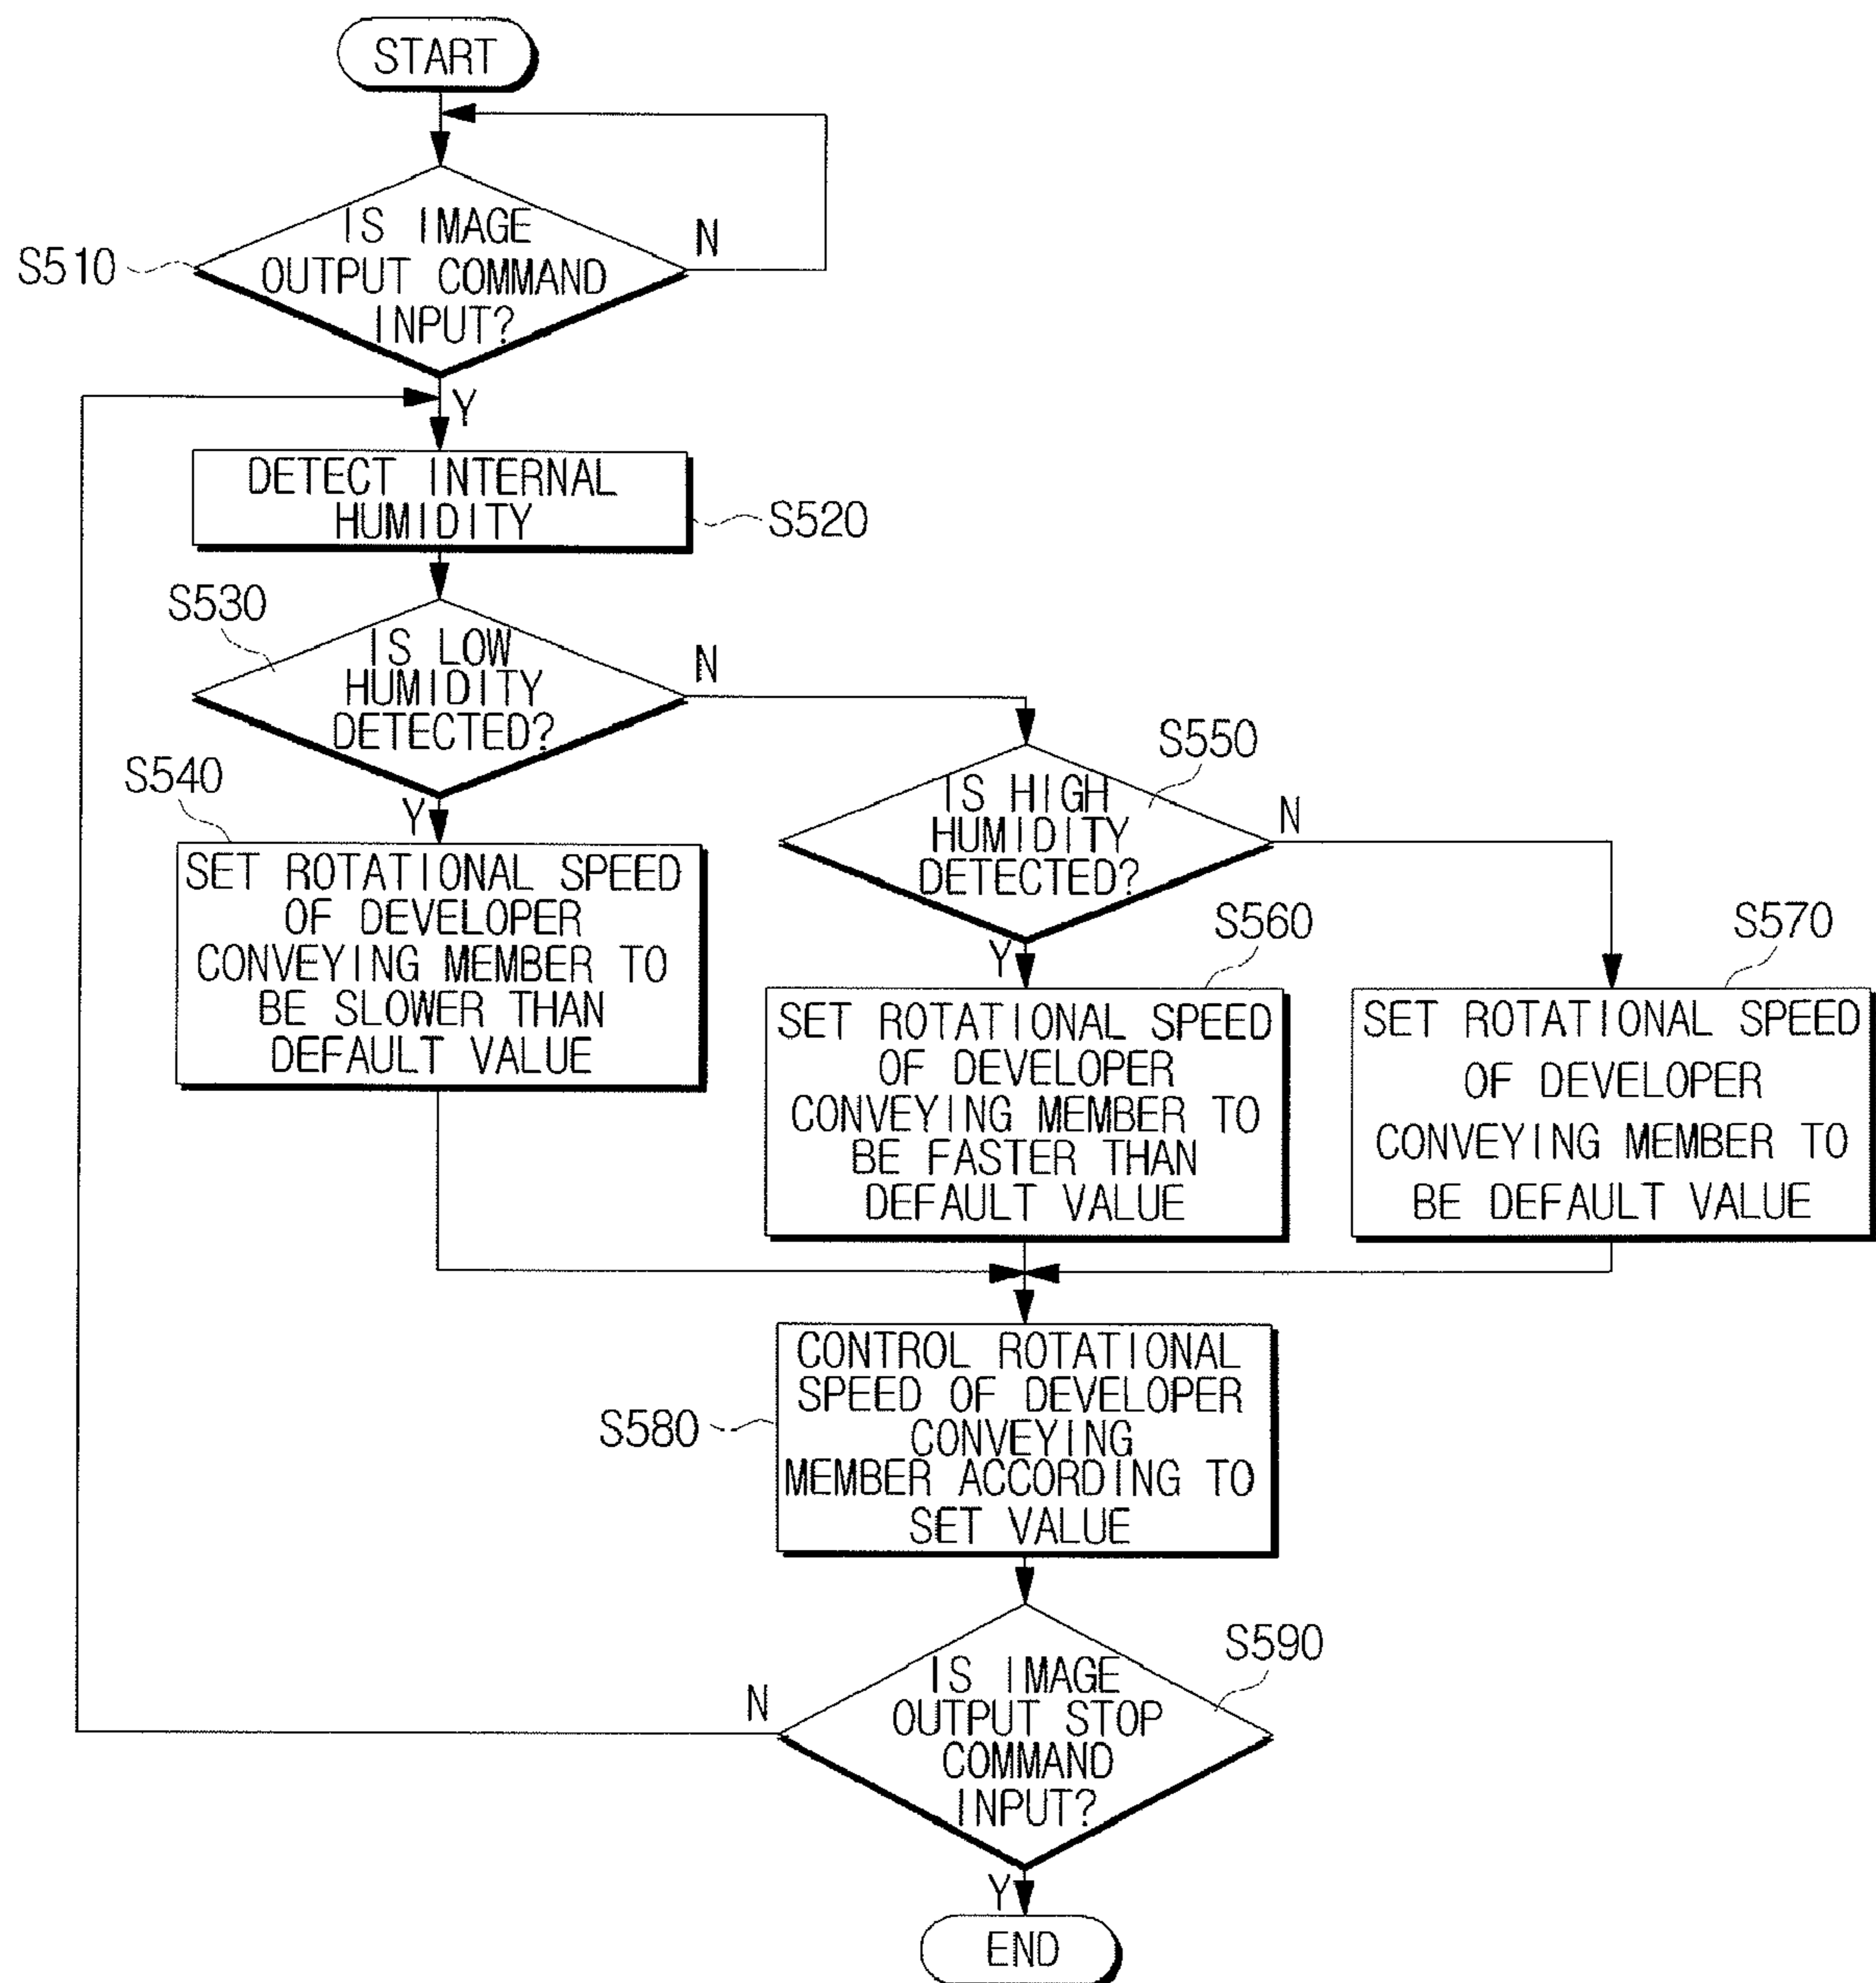 START
IS IMAGE
OUTPUT COMMAND
INPUT?
N
S510
Y
DETECT INTERNAL
HUMIDITY
S520
S530
IS LOW
HUMIDITY
DETECTED?
N
S540
Y
S550
IS HIGH
HUMIDITY
DETECTED?
N
SET ROTATIONAL SPEED
OF DEVELOPER
CONVEYING MEMBER TO
BE SLOWER THAN
DEFAULT VALUE
Y
S560
SET ROTATIONAL SPEED
OF DEVELOPER
CONVEYING MEMBER TO
BE FASTER THAN
DEFAULT VALUE
S570
SET ROTATIONAL SPEED
OF DEVELOPER
CONVEYING MEMBER TO
BE DEFAULT VALUE
S580
CONTROL ROTATIONAL
SPEED OF DEVELOPER
CONVEYING
MEMBER ACCORDING TO
SET VALUE
S590
IS IMAGE
OUTPUT STOP
COMMAND
INPUT?
N
Y
END